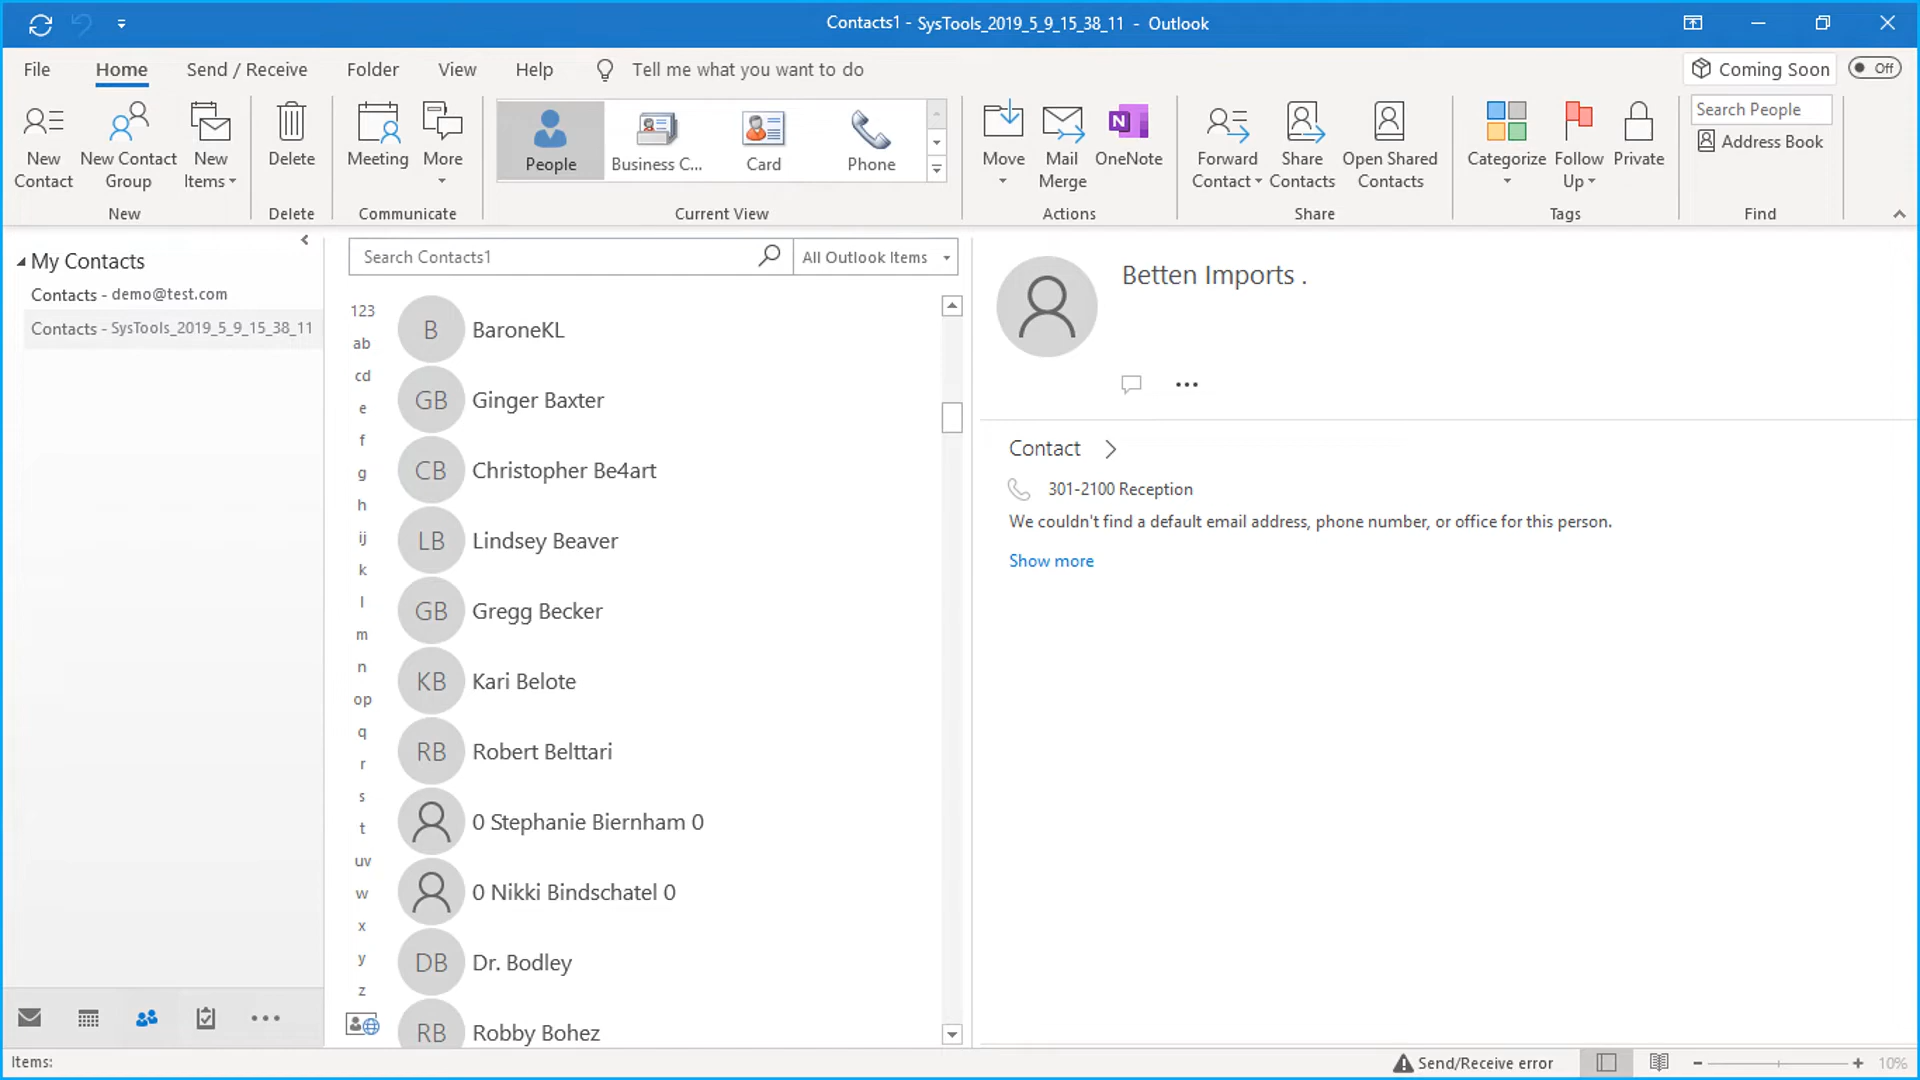 Contacts1 - SysTools_2019_5_9_15_38_11 - Outlook
File Home Send / Receive Folder View Help Tell me what you want to do Coming Soon Off
New Contact
New Contact Group
New Items
New
Delete
Delete
Meeting
More
Communicate
People
Business C...
Card
Phone
Current View
Move
Mail Merge
OneNote
Actions
Forward Contact
Share Contacts
Open Shared Contacts
Share
Categorize
Follow Up
Private
Tags
Search People
Address Book
Find
My Contacts
Contacts - demo@test.com
Contacts - SysTools_2019_5_9_15_38_11
Search Contacts1
All Outlook Items
123
ab
cd
e
f
g
h
ij
k
l
m
n
op
q
r
s
t
uv
w
x
y
z
B BaroneKL
GB Ginger Baxter
CB Christopher Be4art
LB Lindsey Beaver
GB Gregg Becker
KB Kari Belote
RB Robert Belttari
0 Stephanie Biernham 0
0 Nikki Bindschatel 0
DB Dr. Bodley
RB Robby Bohez
Betten Imports .
Contact
301-2100 Reception
We couldn't find a default email address, phone number, or office for this person.
Show more
Items:
Send/Receive error
10%